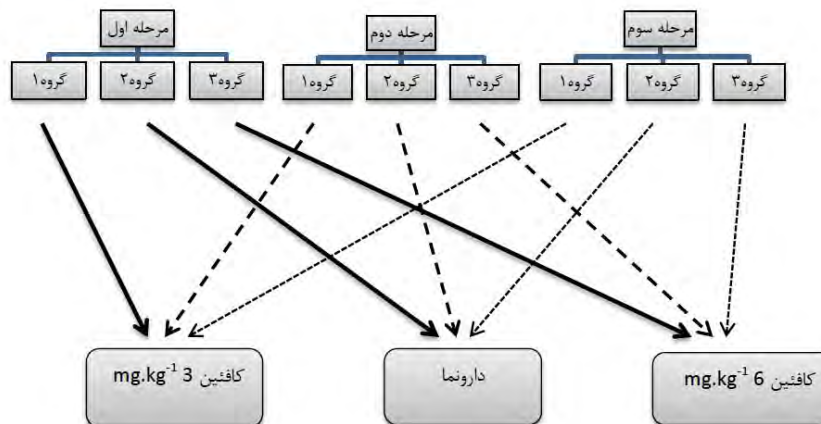 مرحله اول
مرحله دوم
مرحله سوم
گروه۱
گروه۲
گروه۳
گروه۱
گروه۲
گروه۳
گروه۱
گروه۲
گروه۳
کافئین 3 mg.kg⁻¹
دارونما
کافئین 6 mg.kg⁻¹